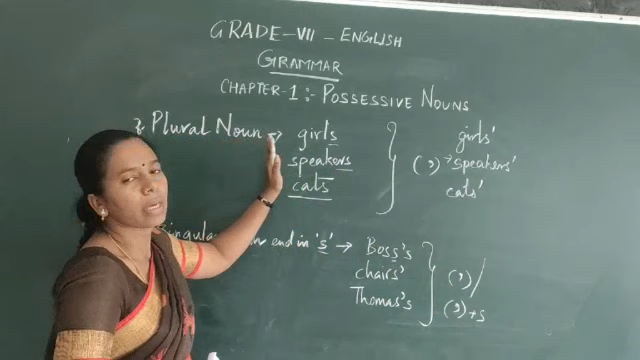 GRADE-VII - ENGLISH
GRAMMAR
CHAPTER-1:- POSSESSIVE NOUNS
Plural Noun → girls girls'
speakers (') → speakers'
cats cats'
end in 's' → Boss's
chairs' (') /
Thomas's (')+s